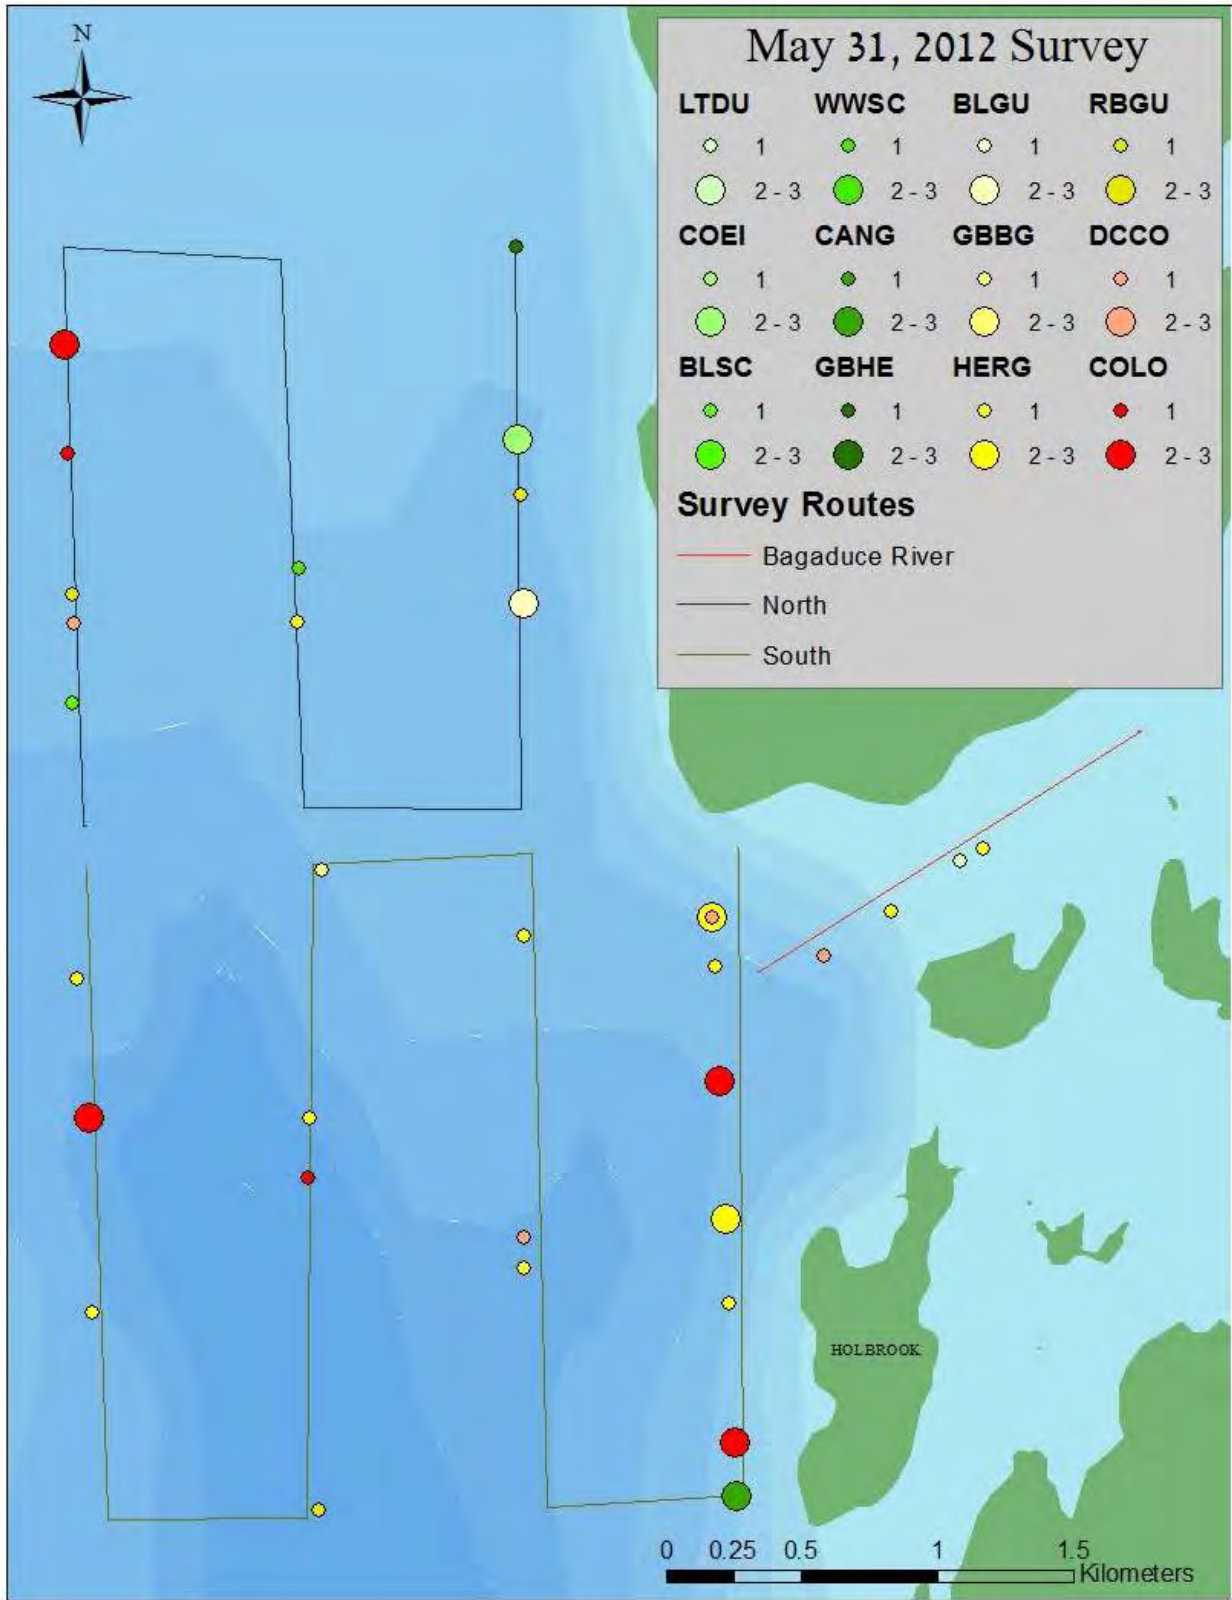 N
May 31, 2012 Survey
LTDU WWSC BLGU RBGU
1 1 1 1
2 - 3 2 - 3 2 - 3 2 - 3
COEI CANG GBBG DCCO
1 1 1 1
2 - 3 2 - 3 2 - 3 2 - 3
BLSC GBHE HERG COLO
1 1 1 1
2 - 3 2 - 3 2 - 3 2 - 3
Survey Routes
Bagaduce River
North
South
HOLBROOK
0 0.25 0.5 1 1.5
Kilometers